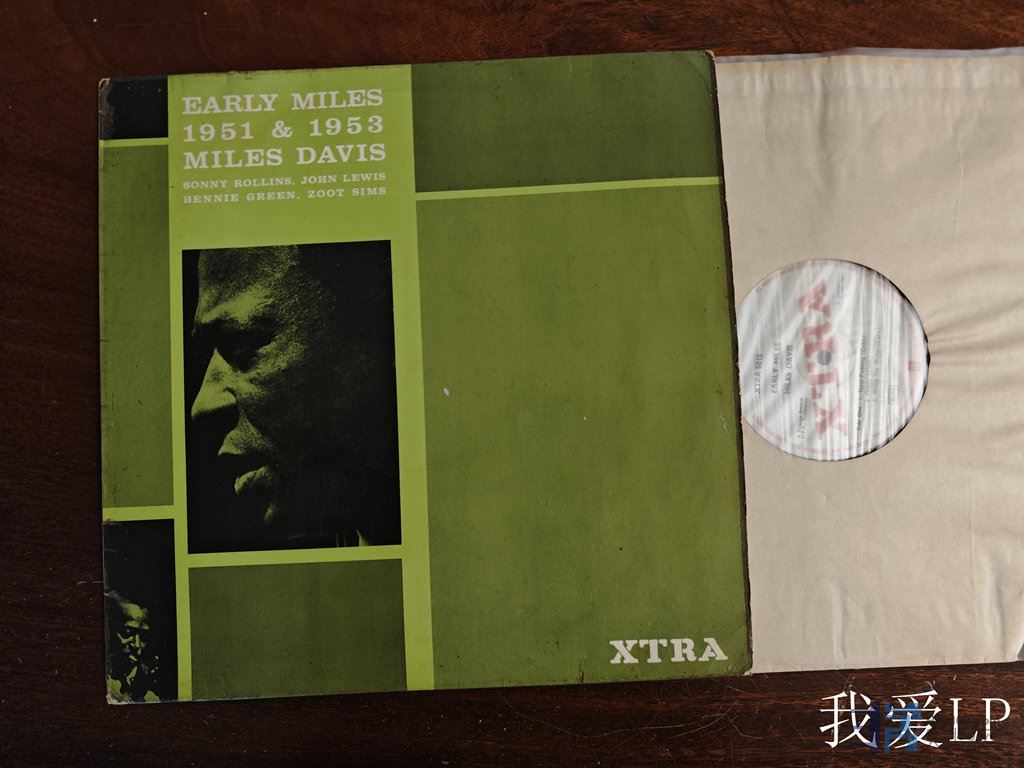 EARLY MILES
1951 & 1953
MILES DAVIS
SONNY ROLLINS. JOHN LEWIS
BENNIE GREEN. ZOOT SIMS
XTRA
XTRA
EARLY MILES
MILES DAVIS
我爱LP